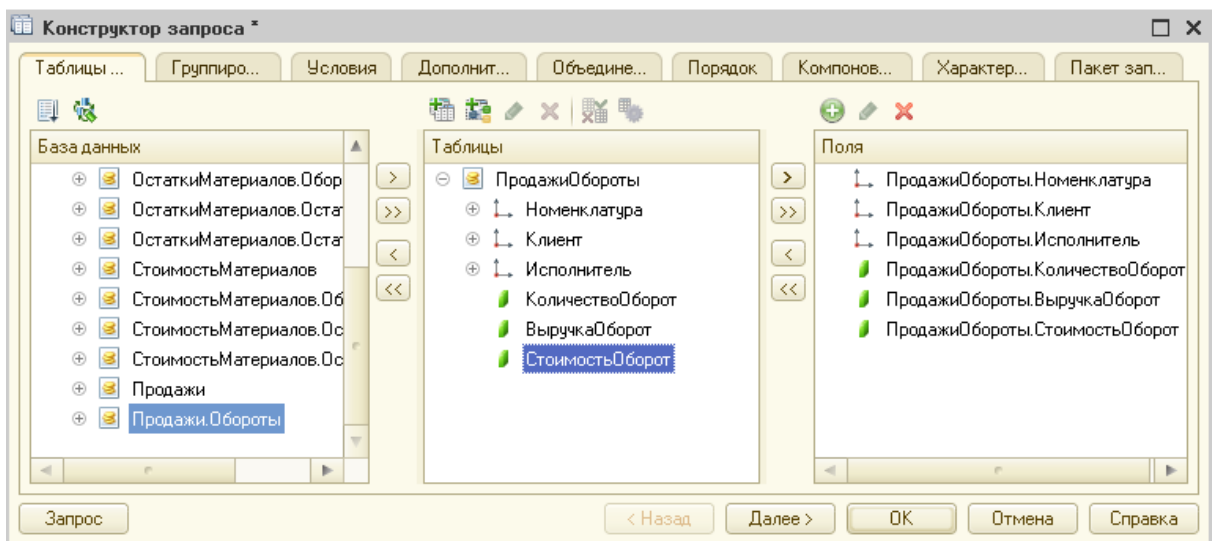 Конструктор запроса *
Таблицы ... Группиро... Условия Дополнит... Объедине... Порядок Компонов... Характер... Пакет зап...
База данных
ОстаткиМатериалов.Обор
ОстаткиМатериалов.Остат
ОстаткиМатериалов.Остат
СтоимостьМатериалов
СтоимостьМатериалов.Об
СтоимостьМатериалов.Ос
СтоимостьМатериалов.Ос
Продажи
Продажи.Обороты
>
>>
<
<<
Таблицы
ПродажиОбороты
Номенклатура
Клиент
Исполнитель
КоличествоОборот
ВыручкаОборот
СтоимостьОборот
>
>>
<
<<
Поля
ПродажиОбороты.Номенклатура
ПродажиОбороты.Клиент
ПродажиОбороты.Исполнитель
ПродажиОбороты.КоличествоОборот
ПродажиОбороты.ВыручкаОборот
ПродажиОбороты.СтоимостьОборот
Запрос < Назад Далее > ОК Отмена Справка